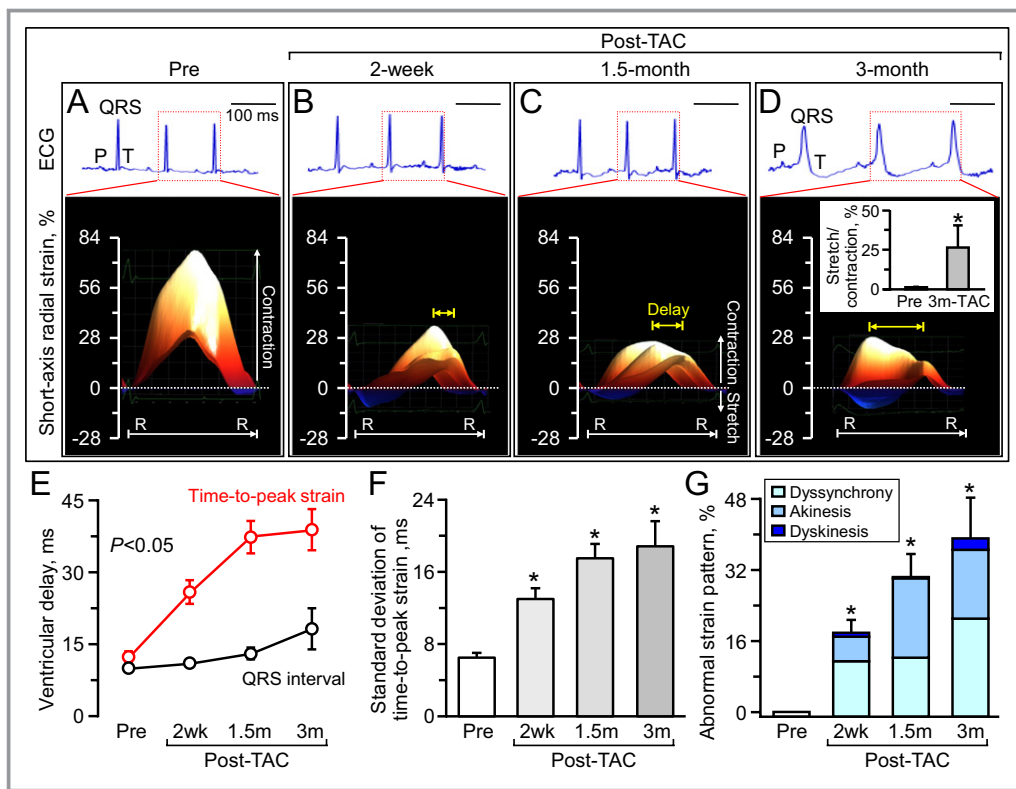 Post-TAC
Pre
2-week
1.5-month
3-month
A
B
C
D
QRS
100 ms
P
T
QRS
P
T
ECG
Short-axis radial strain, %
84
56
28
0
-28
Contraction
R
R
84
56
28
0
-28
R
R
84
56
28
0
-28
Delay
Contraction
Stretch
R
R
84
56
28
0
-28
R
R
Stretch/
contraction, %
50
25
0
*
Pre
3m-TAC
E
Ventricular delay, ms
45
35
25
15
5
Time-to-peak strain
P<0.05
QRS interval
Pre
2wk
1.5m
3m
Post-TAC
F
Standard deviation of
time-to-peak strain ,ms
24
16
8
0
*
*
*
Pre
2wk
1.5m
3m
Post-TAC
G
Abnormal strain pattern, %
48
32
16
0
Dyssynchrony
Akinesis
Dyskinesis
*
*
*
Pre
2wk
1.5m
3m
Post-TAC